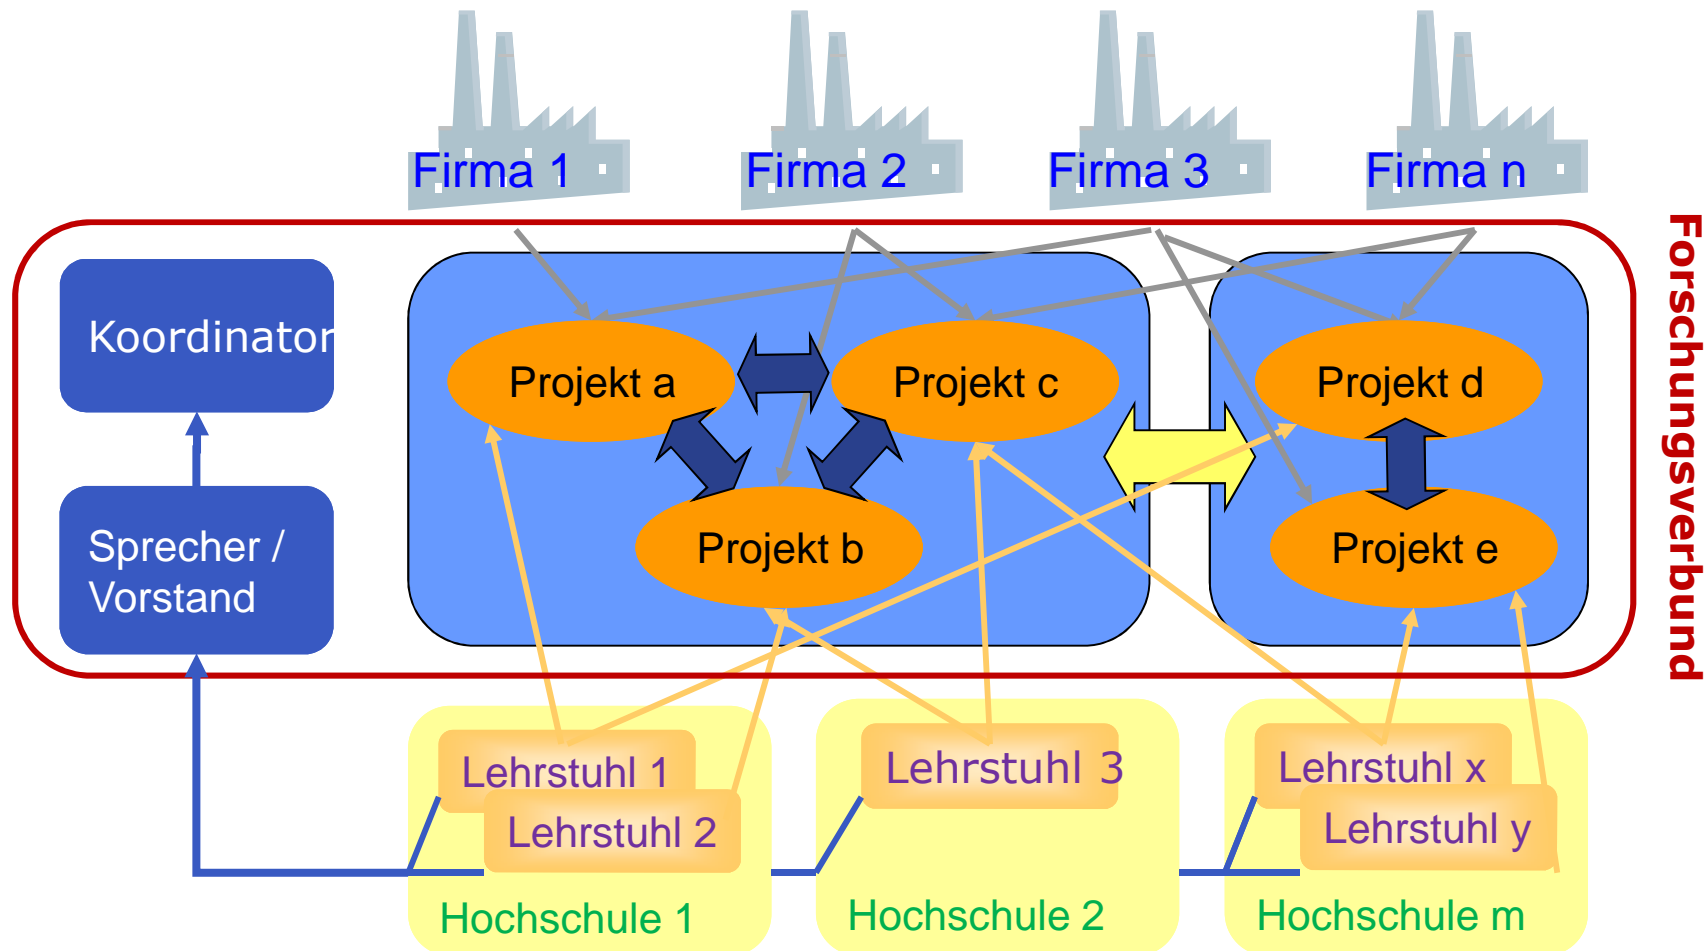 Firma 1
Firma 2
Firma 3
Firma n
Forschungsverbund
Koordinator
Projekt a
Projekt c
Projekt d
Sprecher /
Vorstand
Projekt b
Projekt e
Lehrstuhl 1
Lehrstuhl 2
Lehrstuhl 3
Lehrstuhl x
Lehrstuhl y
Hochschule 1
Hochschule 2
Hochschule m